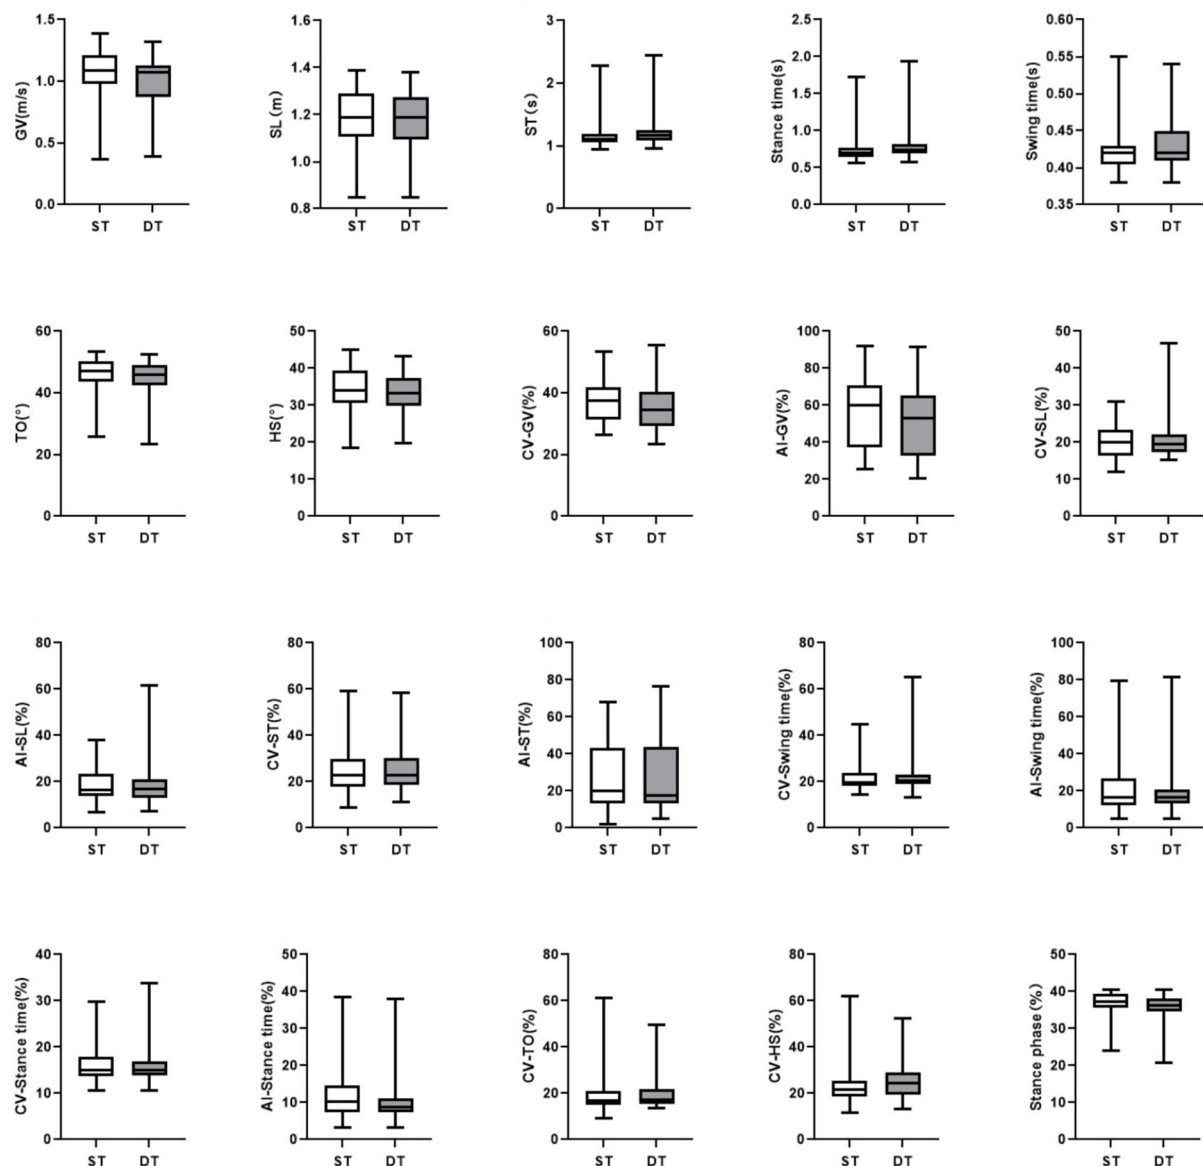 GV(m/s)
1.5
1.0
0.5
0.0
ST DT
SL (m)
1.6
1.4
1.2
1.0
0.8
ST DT
ST (s)
3
2
1
0
ST DT
Stance time(s)
2.5
2.0
1.5
1.0
0.5
0.0
ST DT
Swing time(s)
0.60
0.55
0.50
0.45
0.40
0.35
ST DT
TO(°)
60
40
20
0
ST DT
HS(°)
50
40
30
20
10
0
ST DT
CV-GV(%)
60
40
20
0
ST DT
AI-GV(%)
100
80
60
40
20
0
ST DT
CV-SL(%)
50
40
30
20
10
0
ST DT
AI-SL(%)
80
60
40
20
0
ST DT
CV-ST(%)
80
60
40
20
0
ST DT
AI-ST(%)
100
80
60
40
20
0
ST DT
CV-Swing time(%)
80
60
40
20
0
ST DT
AI-Swing time(%)
100
80
60
40
20
0
ST DT
CV-Stance time(%)
40
30
20
10
0
ST DT
AI-Stance time(%)
50
40
30
20
10
0
ST DT
CV-TO(%)
80
60
40
20
0
ST DT
CV-HS(%)
80
60
40
20
0
ST DT
Stance phase (%)
50
40
30
20
10
0
ST DT